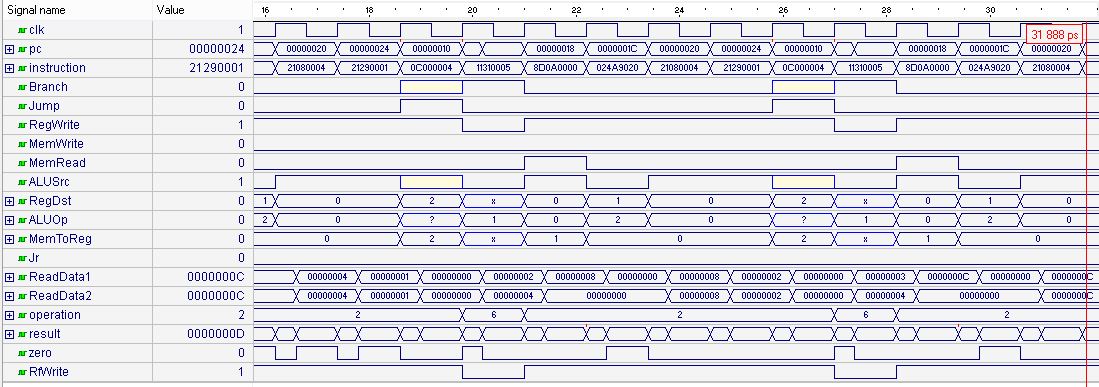 Signal name Value 16 18 20 22 24 26 28 30
clk 1 31 888 ps
pc 00000024 00000020 00000024 00000010 00000018 0000001C 00000020 00000024 00000010 00000018 0000001C 00000020
instruction 21290001 21080004 21290001 0C000004 11310005 8D0A0000 024A9020 21080004 21290001 0C000004 11310005 8D0A0000 024A9020 21080004
Branch 0
Jump 0
RegWrite 1
MemWrite 0
MemRead 0
ALUSrc 1
RegDst 0 1 0 2 x 0 1 0 2 x 0 1 0
ALUOp 0 2 0 ? 1 0 2 0 ? 1 0 2 0
MemToReg 0 0 2 x 1 0 2 x 1 0
Jr 0
ReadData1 0000000C 00000004 00000001 00000000 00000002 00000008 00000000 00000008 00000002 00000000 00000003 0000000C 00000000 0000000C
ReadData2 0000000C 00000004 00000001 00000000 00000004 00000000 00000008 00000002 00000000 00000004 00000000 0000000C
operation 2 2 6 2 6 2
result 0000000D
zero 0
RfWrite 1